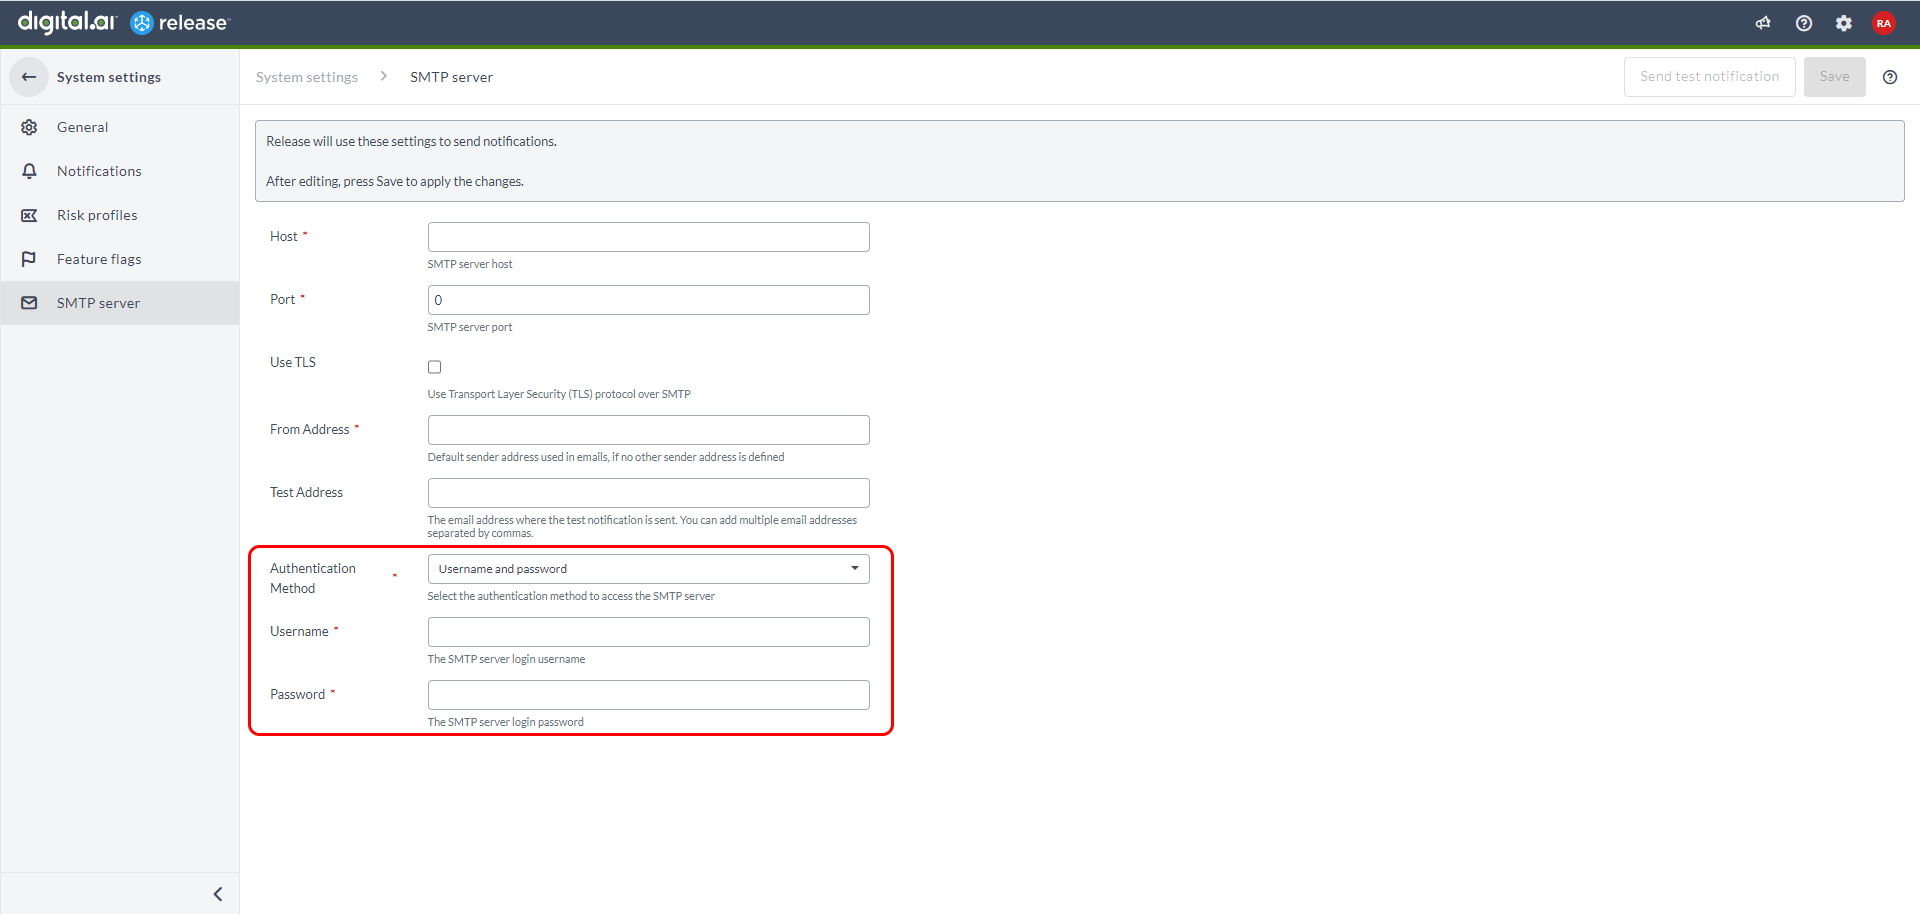 digital.ai release
RA
System settings
System settings > SMTP server
Send test notification
Save
General
Notifications
Risk profiles
Feature flags
SMTP server
Release will use these settings to send notifications.
After editing, press Save to apply the changes.
Host *
SMTP server host
Port *
0
SMTP server port
Use TLS
Use Transport Layer Security (TLS) protocol over SMTP
From Address *
Default sender address used in emails, if no other sender address is defined
Test Address
The email address where the test notification is sent. You can add multiple email addresses
separated by commas.
Authentication
Method *
Username and password
Select the authentication method to access the SMTP server
Username *
The SMTP server login username
Password *
The SMTP server login password